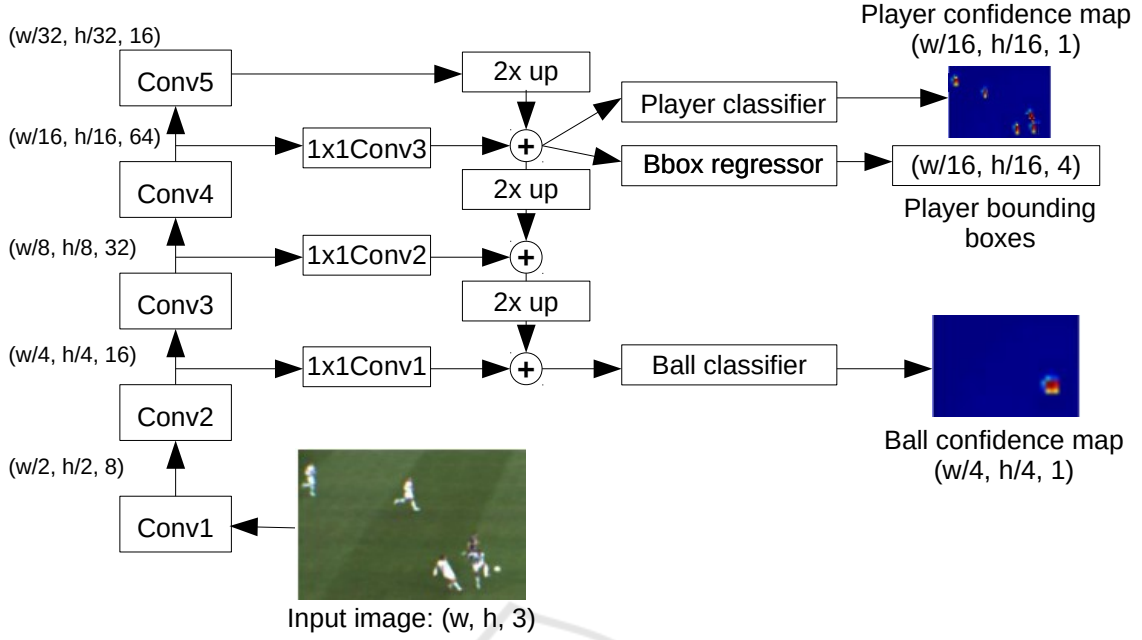 Player confidence map
(w/16, h/16, 1)
(w/32, h/32, 16)
Conv5
2x up
Player classifier
(w/16, h/16, 64)
1x1Conv3
+
Bbox regressor
(w/16, h/16, 4)
Conv4
2x up
Player bounding
boxes
(w/8, h/8, 32)
1x1Conv2
+
Conv3
2x up
(w/4, h/4, 16)
1x1Conv1
+
Ball classifier
Conv2
Ball confidence map
(w/4, h/4, 1)
(w/2, h/2, 8)
Conv1
Input image: (w, h, 3)